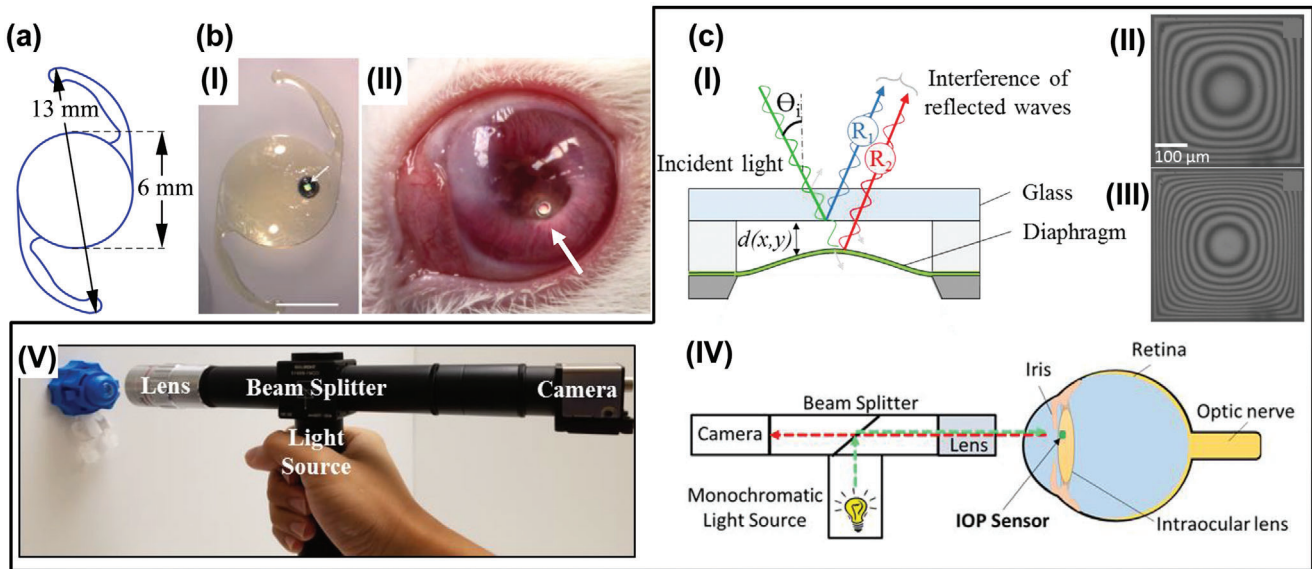 (a)
13 mm
6 mm
(b)
(I)
(II)
(c)
(I)
Θi
Interference of
reflected waves
R1
R2
Incident light
Glass
d(x,y)
Diaphragm
(II)
100 µm
(III)
(V)
Lens
Beam Splitter
Camera
Light
Source
(IV)
Retina
Iris
Beam Splitter
Optic nerve
Camera
Lens
Monochromatic
Light Source
IOP Sensor
Intraocular lens